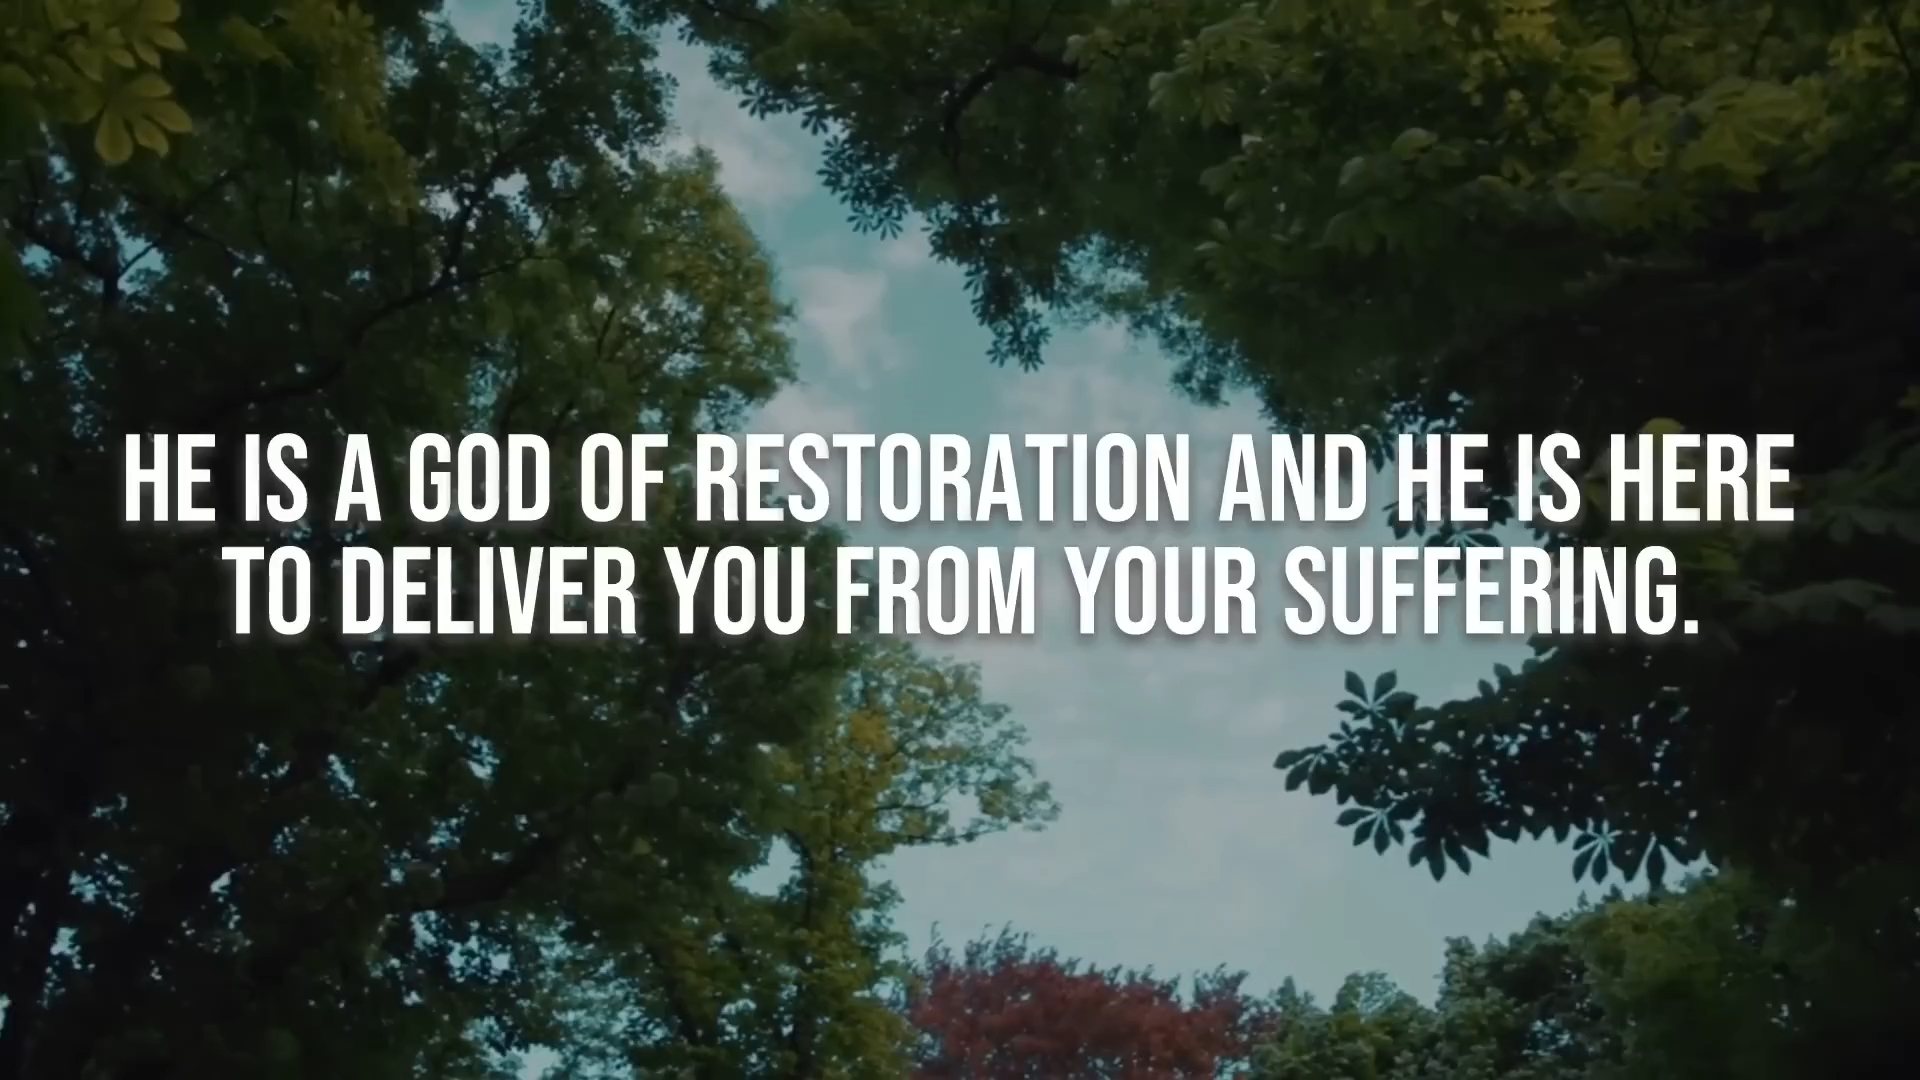 HE IS A GOD OF RESTORATION AND HE IS HERE
TO DELIVER YOU FROM YOUR SUFFERING.